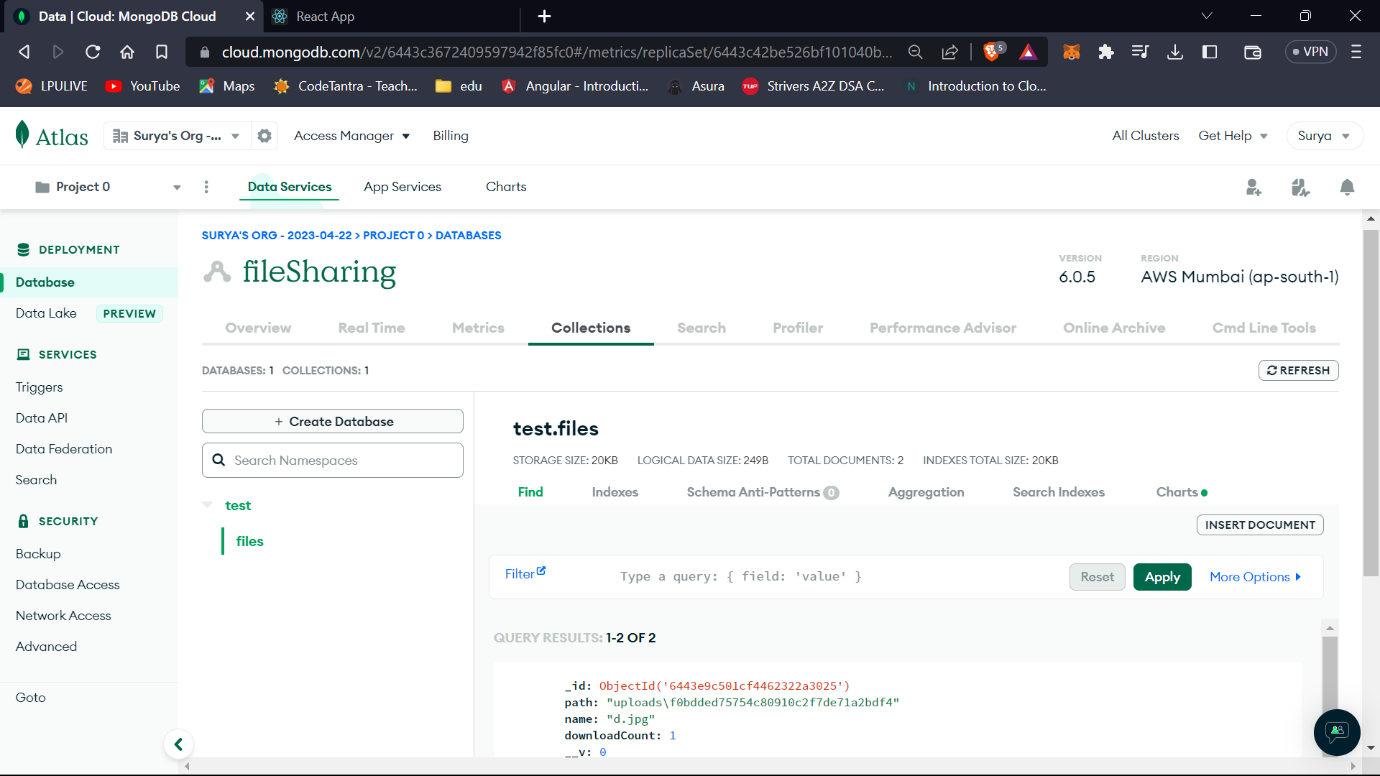 Data | Cloud: MongoDB Cloud
React App
cloud.mongodb.com/v2/6443c3672409597942f85fc0#/metrics/replicaSet/6443c42be526bf101040b...
5
VPN
LPULIVE
YouTube
Maps
CodeTantra - Teach...
edu
Angular - Introducti...
Asura
TUF
Strivers A2Z DSA C...
N
Introduction to Clo...
Atlas
Surya's Org -...
Access Manager
Billing
All Clusters
Get Help
Surya
Project 0
Data Services
App Services
Charts
DEPLOYMENT
Database
Data Lake
PREVIEW
SERVICES
Triggers
Data API
Data Federation
Search
SECURITY
Backup
Database Access
Network Access
Advanced
Goto
SURYA'S ORG - 2023-04-22 > PROJECT 0 > DATABASES
fileSharing
VERSION
6.0.5
REGION
AWS Mumbai (ap-south-1)
Overview
Real Time
Metrics
Collections
Search
Profiler
Performance Advisor
Online Archive
Cmd Line Tools
DATABASES: 1 COLLECTIONS: 1
REFRESH
+ Create Database
Search Namespaces
test
files
test.files
STORAGE SIZE: 20KB
LOGICAL DATA SIZE: 249B
TOTAL DOCUMENTS: 2
INDEXES TOTAL SIZE: 20KB
Find
Indexes
Schema Anti-Patterns 0
Aggregation
Search Indexes
Charts
INSERT DOCUMENT
Filter
Type a query: { field: 'value' }
Reset
Apply
More Options
QUERY RESULTS: 1-2 OF 2
_id: ObjectId('6443e9c501cf4462322a3025')
path: "uploads\f0bdded75754c80910c2f7de71a2bdf4"
name: "d.jpg"
downloadCount: 1
__v: 0